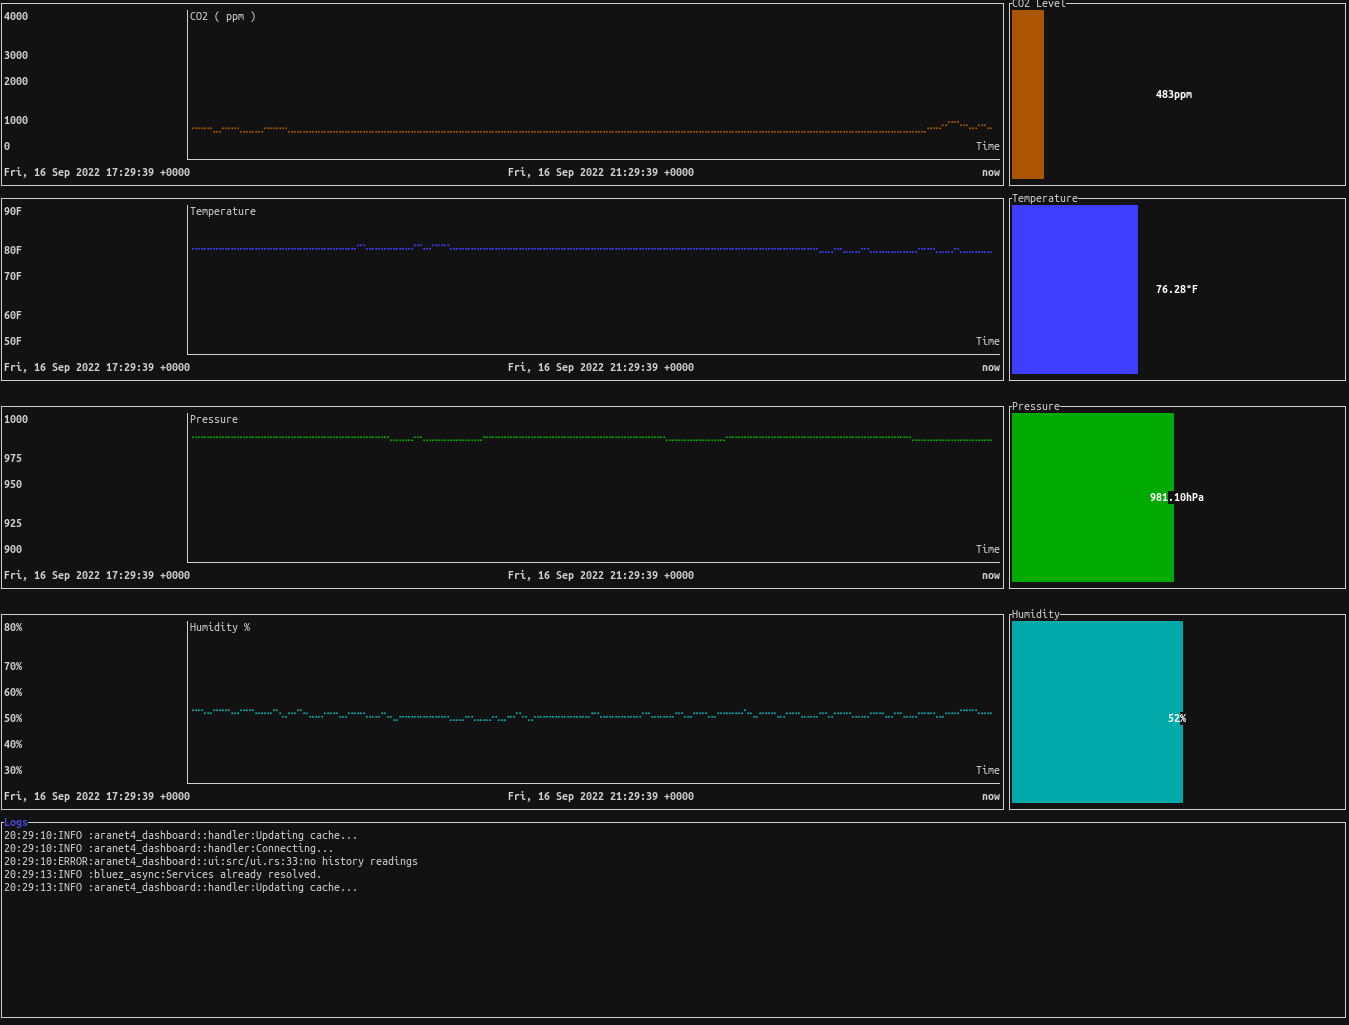 CO2 Level
4000
CO2 ( ppm )
3000
2000
483ppm
1000
0
Time
Fri, 16 Sep 2022 17:29:39 +0000
Fri, 16 Sep 2022 21:29:39 +0000
now
Temperature
90F
Temperature
80F
70F
76.28°F
60F
50F
Time
Fri, 16 Sep 2022 17:29:39 +0000
Fri, 16 Sep 2022 21:29:39 +0000
now
Pressure
1000
Pressure
975
950
981.10hPa
925
900
Time
Fri, 16 Sep 2022 17:29:39 +0000
Fri, 16 Sep 2022 21:29:39 +0000
now
Humidity
80%
Humidity %
70%
60%
50%
52%
40%
30%
Time
Fri, 16 Sep 2022 17:29:39 +0000
Fri, 16 Sep 2022 21:29:39 +0000
now
Logs
20:29:10:INFO :aranet4_dashboard::handler:Updating cache...
20:29:10:INFO :aranet4_dashboard::handler:Connecting...
20:29:10:ERROR:aranet4_dashboard::ui:src/ui.rs:33:no history readings
20:29:13:INFO :bluez_async:Services already resolved.
20:29:13:INFO :aranet4_dashboard::handler:Updating cache...